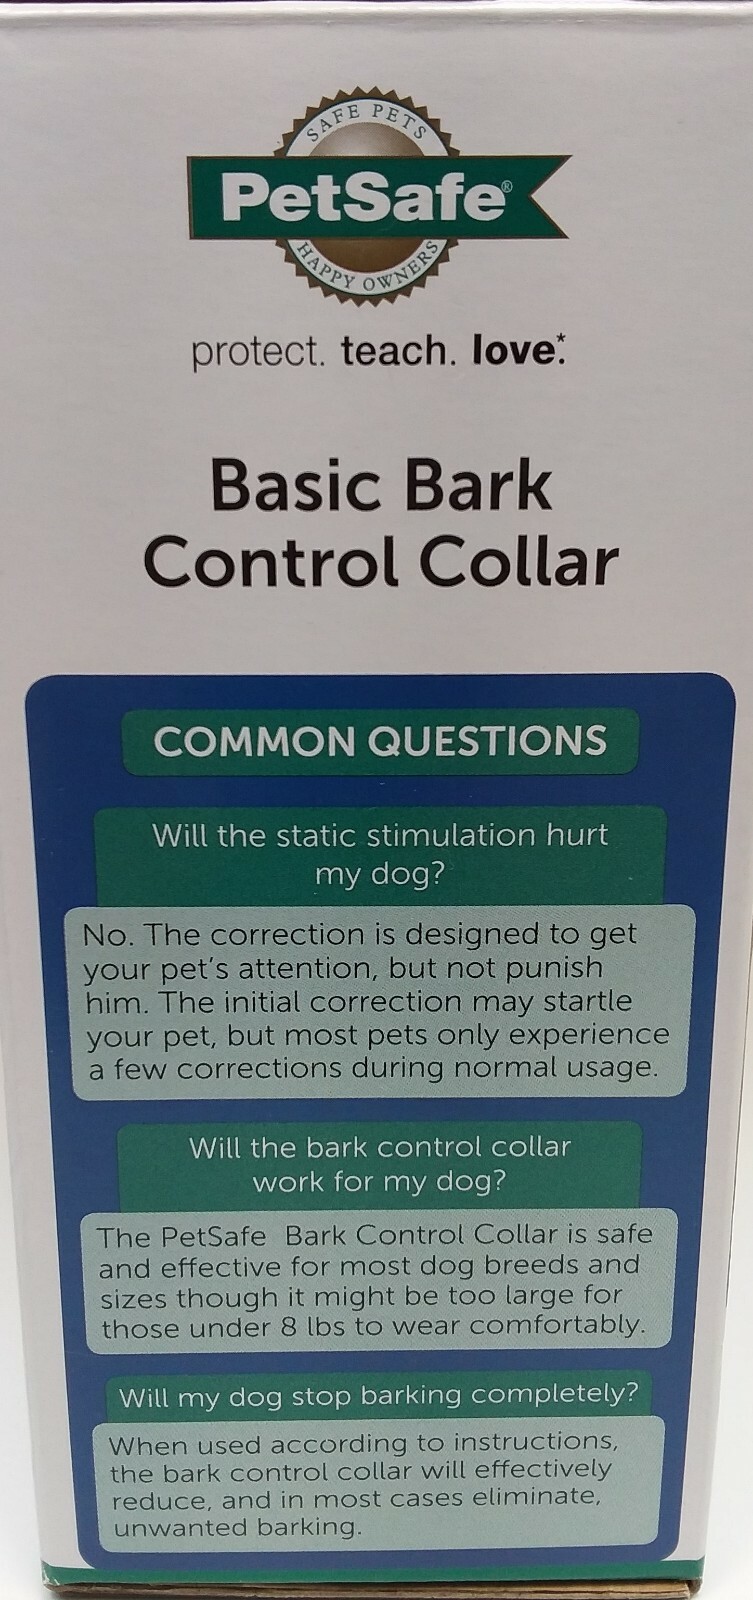 SAFE PETS
PetSafe®
HAPPY OWNERS
protect. teach. love.*
Basic Bark
Control Collar
COMMON QUESTIONS
Will the static stimulation hurt
my dog?
No. The correction is designed to get
your pet's attention, but not punish
him. The initial correction may startle
your pet, but most pets only experience
a few corrections during normal usage.
Will the bark control collar
work for my dog?
The PetSafe Bark Control Collar is safe
and effective for most dog breeds and
sizes though it might be too large for
those under 8 lbs to wear comfortably.
Will my dog stop barking completely?
When used according to instructions,
the bark control collar will effectively
reduce, and in most cases eliminate,
unwanted barking.